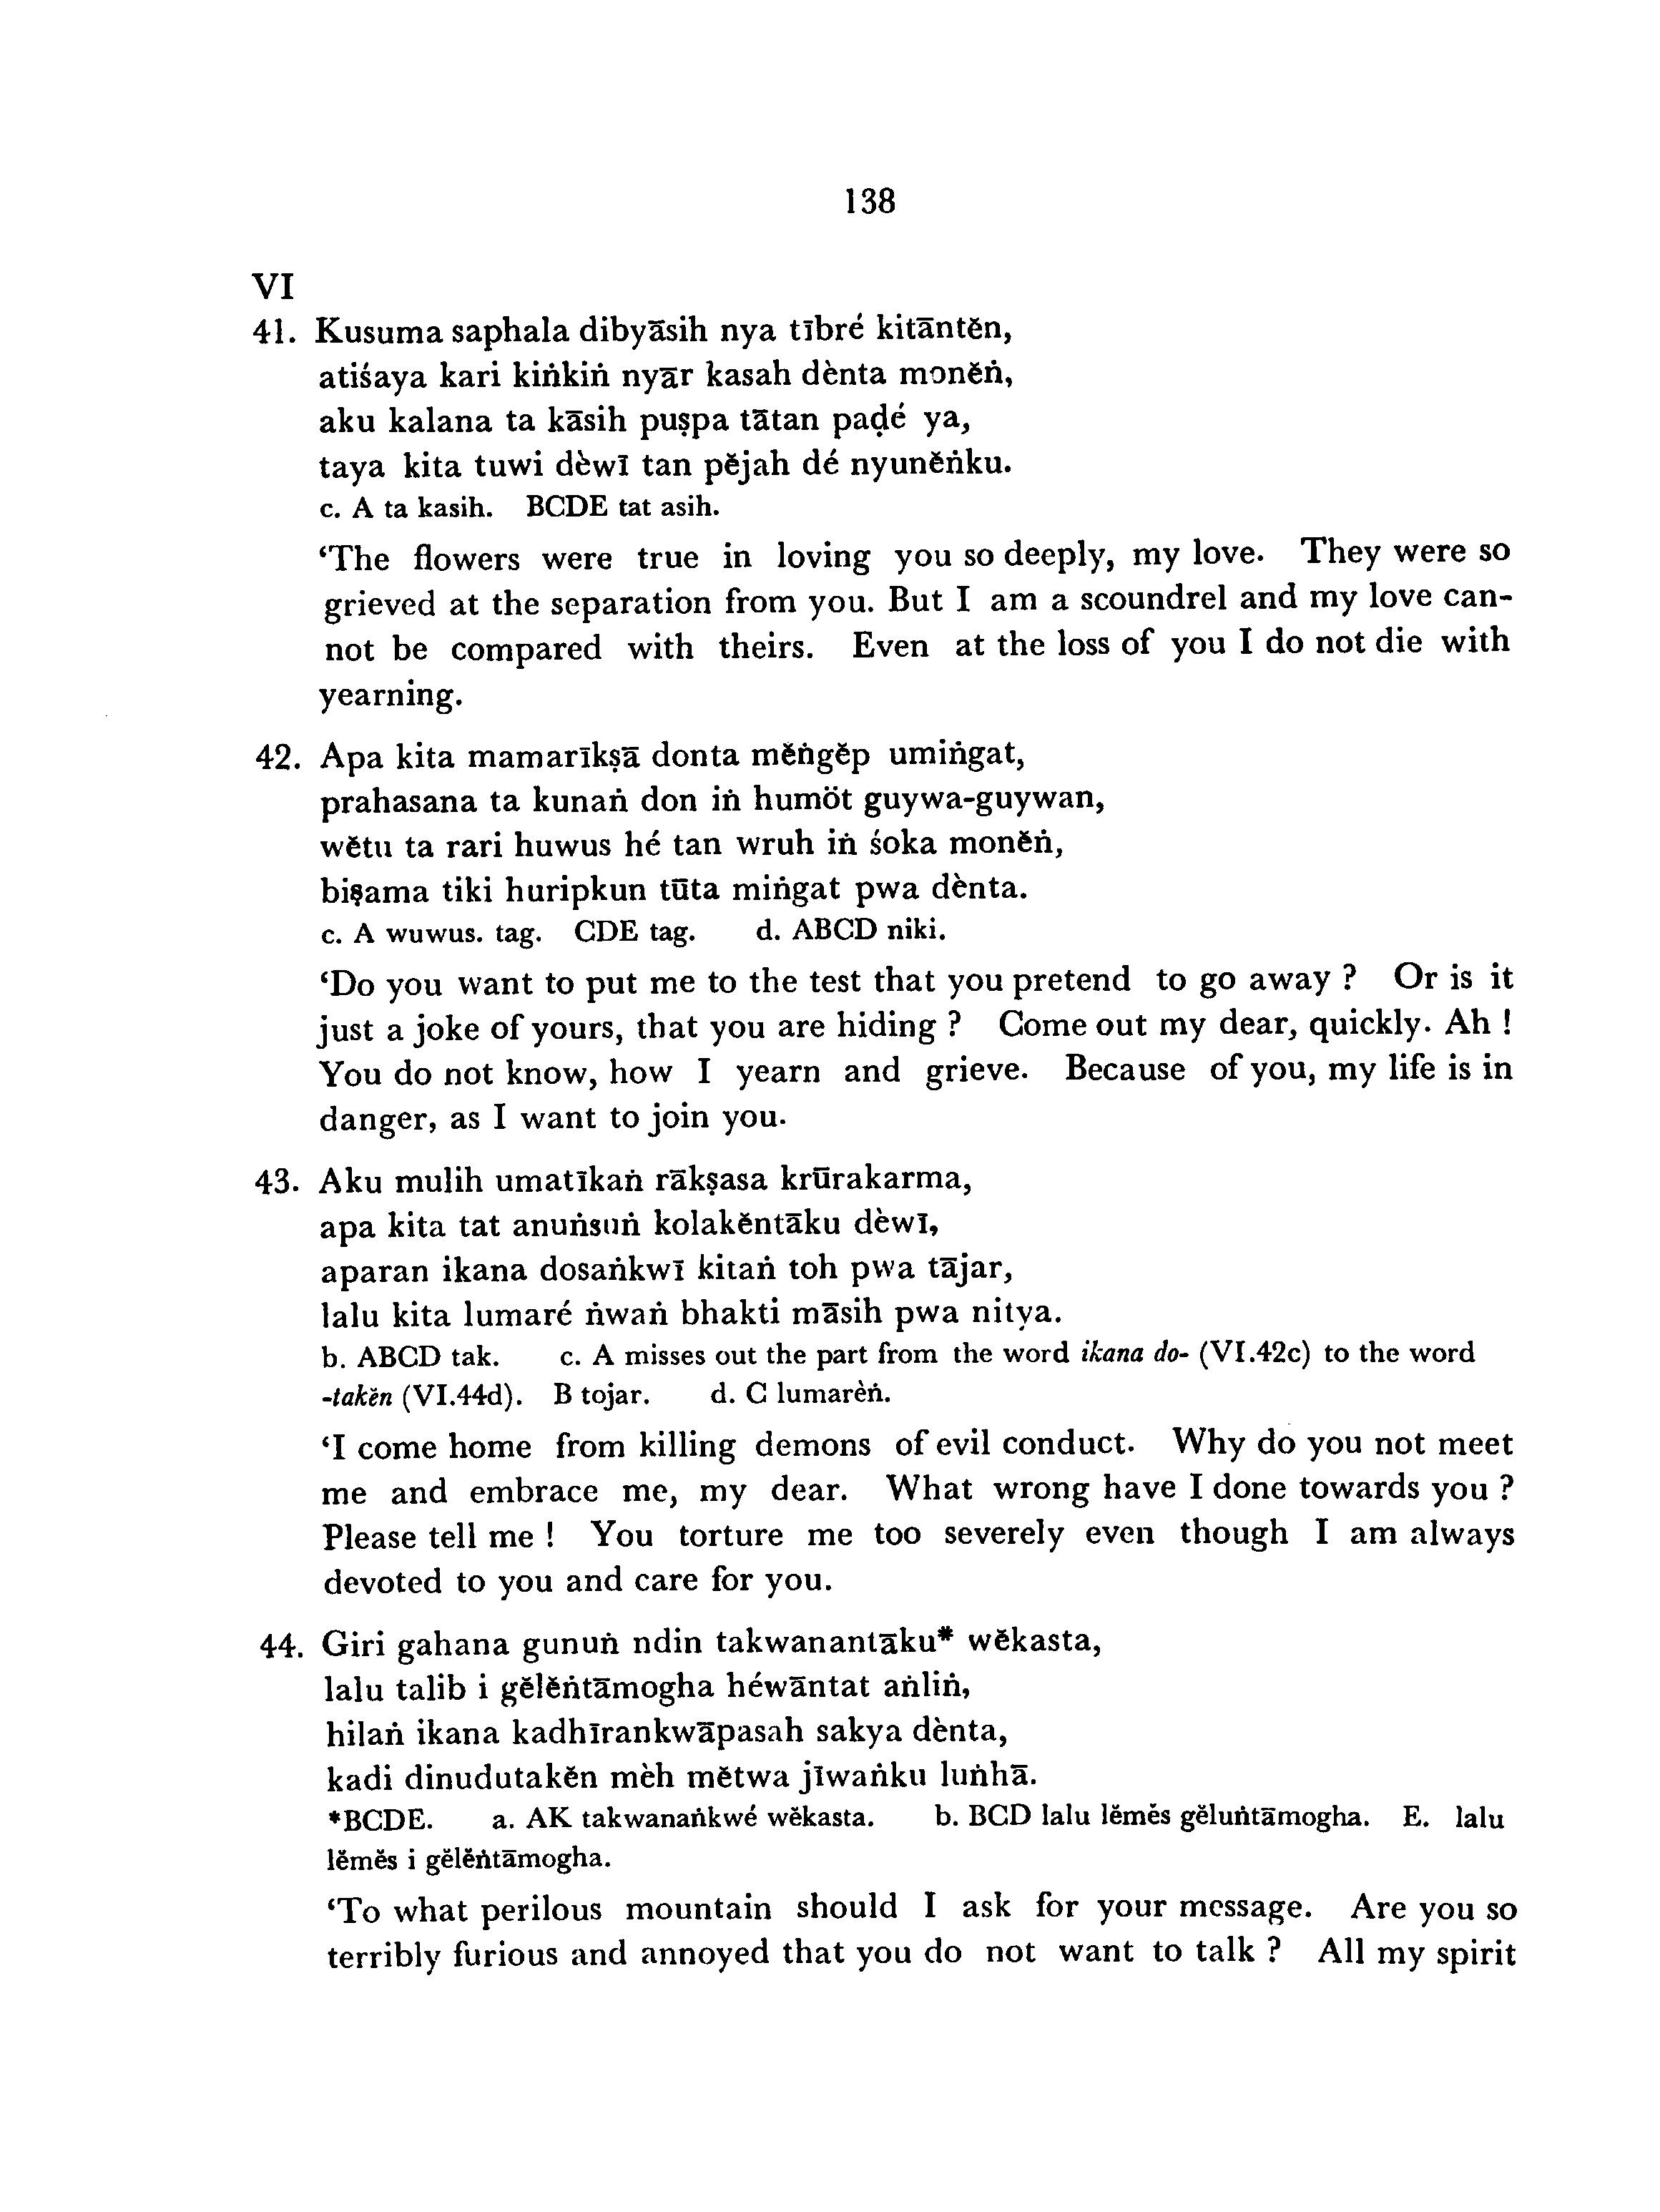 138
VI
41. Kusuma saphala dibyāsih nya tībré kitāntĕn,
atiśaya kari kiṅkiṅ nyār kasah dènta monĕṅ,
aku kalana ta kāsih puṣpa tātan paḍé ya,
taya kita tuwi dèwī tan pĕjah dé nyunĕṅku.
c. A ta kasih. BCDE tat asih.
‘The flowers were true in loving you so deeply, my love. They were so
grieved at the separation from you. But I am a scoundrel and my love can-
not be compared with theirs. Even at the loss of you I do not die with
yearning.
42. Apa kita mamarīkṣā donta mĕṅgĕp umiṅgat,
prahasana ta kunaṅ don iṅ humöt guywa-guywan,
wĕtu ta rari huwus hé tan wruh iṅ śoka monĕṅ,
biṣama tiki huripkun tūta miṅgat pwa dènta.
c. A wuwus. tag. CDE tag. d. ABCD niki.
‘Do you want to put me to the test that you pretend to go away ? Or is it
just a joke of yours, that you are hiding ? Come out my dear, quickly. Ah !
You do not know, how I yearn and grieve. Because of you, my life is in
danger, as I want to join you.
43. Aku mulih umatīkaṅ rākṣasa krūrakarma,
apa kita tat anuṅsuṅ kolakĕntāku dèwī,
aparan ikana dosaṅkwī kitaṅ toh pwa tājar,
lalu kita lumaré ṅwaṅ bhakti māsih pwa nitya.
b. ABCD tak. c. A misses out the part from the word ikana do- (VI.42c) to the word
-takĕn (VI.44d). B tojar. d. C lumarèṅ.
‘I come home from killing demons of evil conduct. Why do you not meet
me and embrace me, my dear. What wrong have I done towards you ?
Please tell me ! You torture me too severely even though I am always
devoted to you and care for you.
44. Giri gahana gunuṅ ndin takwanantāku* wĕkasta,
lalu talib i gĕlĕṅtāmogha héwāntat aṅliṅ,
hilaṅ ikana kadhīrankwāpasah sakya dènta,
kadi dinudutakĕn mèh mĕtwa jīwaṅku luṅhā.
*BCDE. a. AK takwanaṅkwé wĕkasta. b. BCD lalu lĕmĕs gĕluṅtāmogha. E. lalu
lĕmĕs i gĕlĕṅtāmogha.
‘To what perilous mountain should I ask for your message. Are you so
terribly furious and annoyed that you do not want to talk ? All my spirit